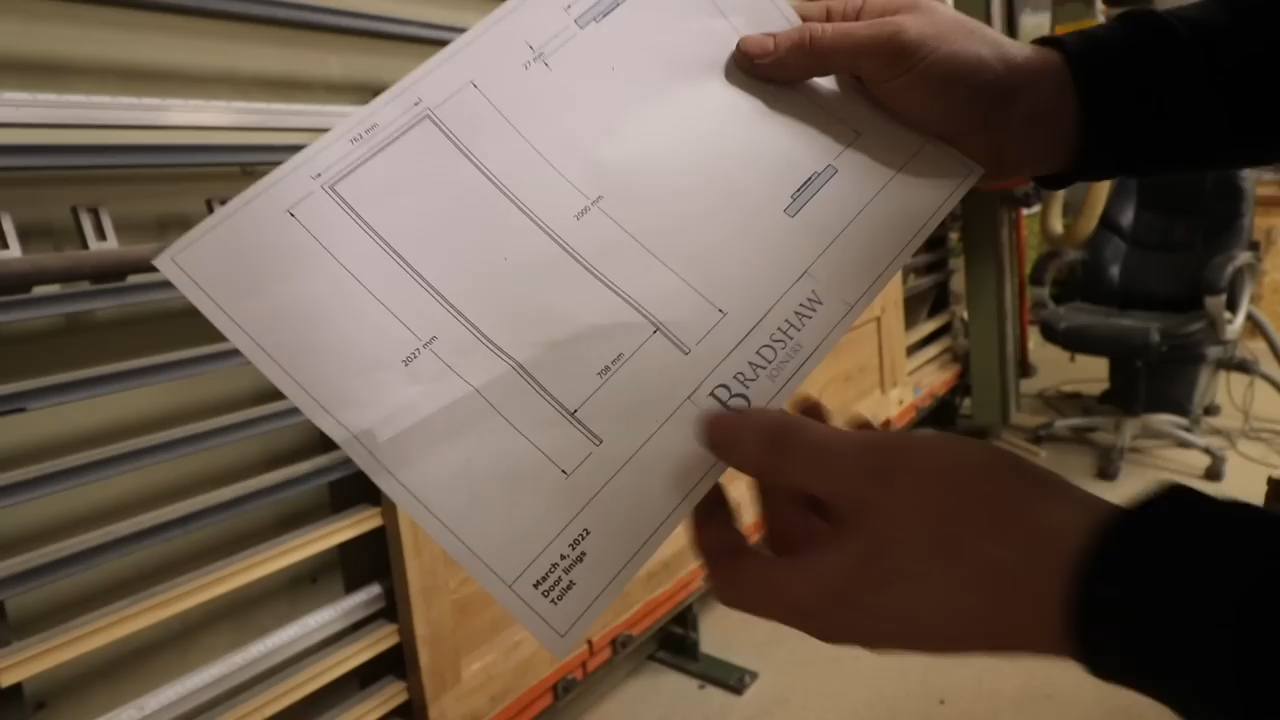 27 mm
762 mm
2000 mm
2027 mm
708 mm
BRADSHAW
JOINERY
March 4, 2022
Door linigs
Toilet